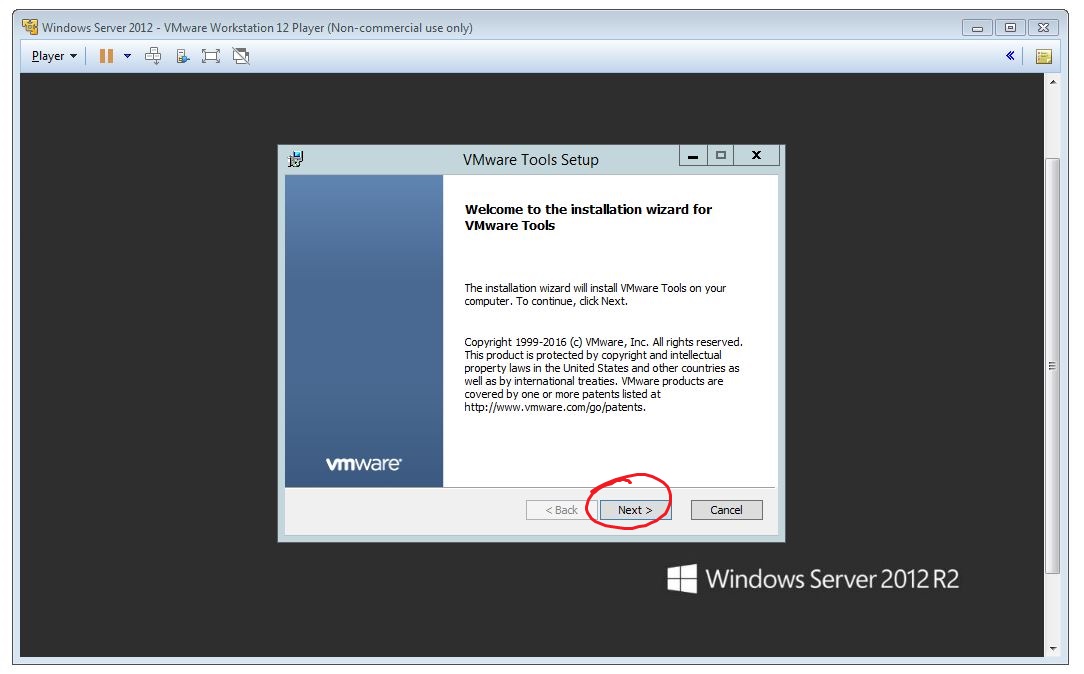 Windows Server 2012 - VMware Workstation 12 Player (Non-commercial use only)
Player
VMware Tools Setup
Welcome to the installation wizard for
VMware Tools
The installation wizard will install VMware Tools on your
computer. To continue, click Next.
Copyright 1999-2016 (c) VMware, Inc. All rights reserved.
This product is protected by copyright and intellectual
property laws in the United States and other countries as
well as by international treaties. VMware products are
covered by one or more patents listed at
http://www.vmware.com/go/patents.
vmware
< Back Next > Cancel
Windows Server 2012 R2